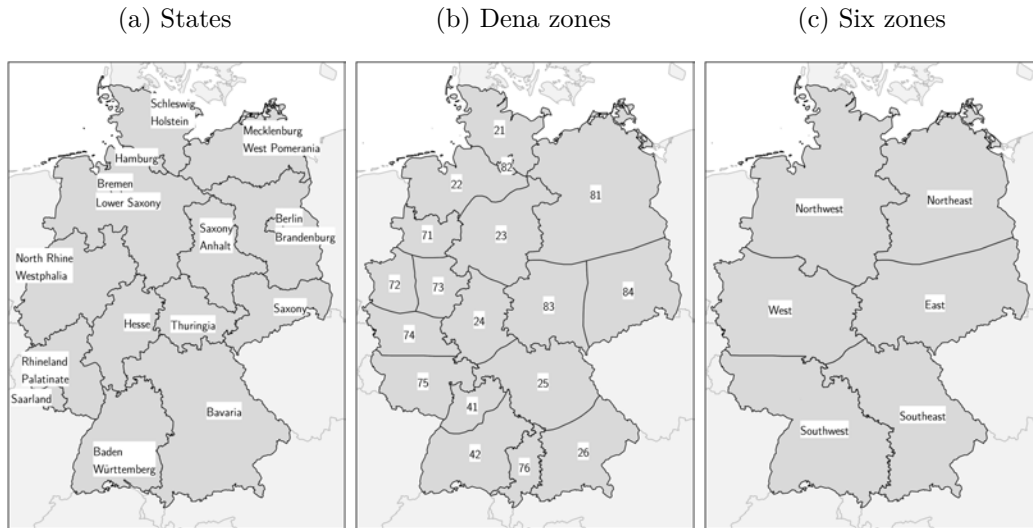 (a) States
(b) Dena zones
(c) Six zones
Schleswig
Holstein
Mecklenburg
West Pomerania
Hamburg
Bremen
Lower Saxony
Saxony
Anhalt
Berlin
Brandenburg
North Rhine
Westphalia
Hesse
Thuringia
Saxony
Rhineland
Palatinate
Saarland
Bavaria
Baden
Württemberg
21
82
22
81
71
23
72
73
84
83
24
74
75
25
41
42
76
26
Northwest
Northeast
West
East
Southwest
Southeast